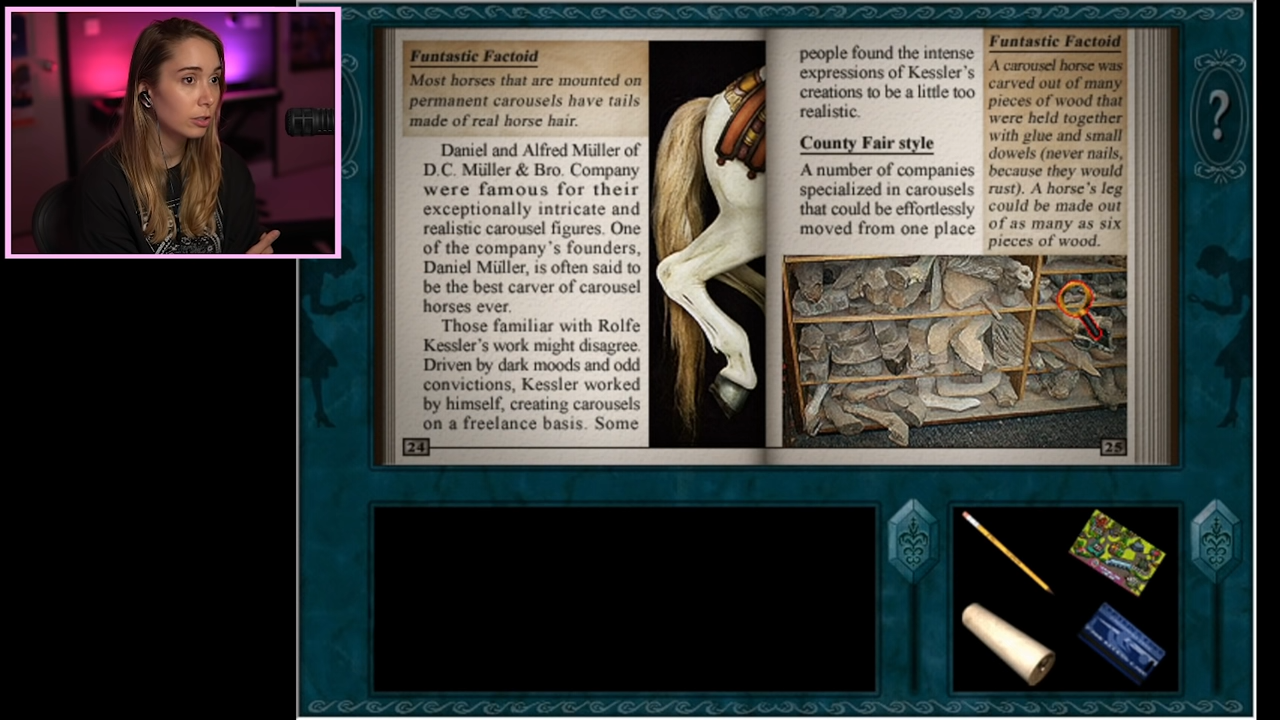 Funtastic Factoid
Most horses that are mounted on
permanent carousels have tails
made of real horse hair.
Daniel and Alfred Müller of
D.C. Müller & Bro. Company
were famous for their
exceptionally intricate and
realistic carousel figures. One
of the company's founders,
Daniel Müller, is often said to
be the best carver of carousel
horses ever.
Those familiar with Rolfe
Kessler's work might disagree.
Driven by dark moods and odd
convictions, Kessler worked
by himself, creating carousels
on a freelance basis. Some
24
people found the intense
expressions of Kessler's
creations to be a little too
realistic.
County Fair style
A number of companies
specialized in carousels
that could be effortlessly
moved from one place
Funtastic Factoid
A carousel horse was
carved out of many
pieces of wood that
were held together
with glue and small
dowels (never nails,
because they would
rust). A horse's leg
could be made out
of as many as six
pieces of wood.
25
?